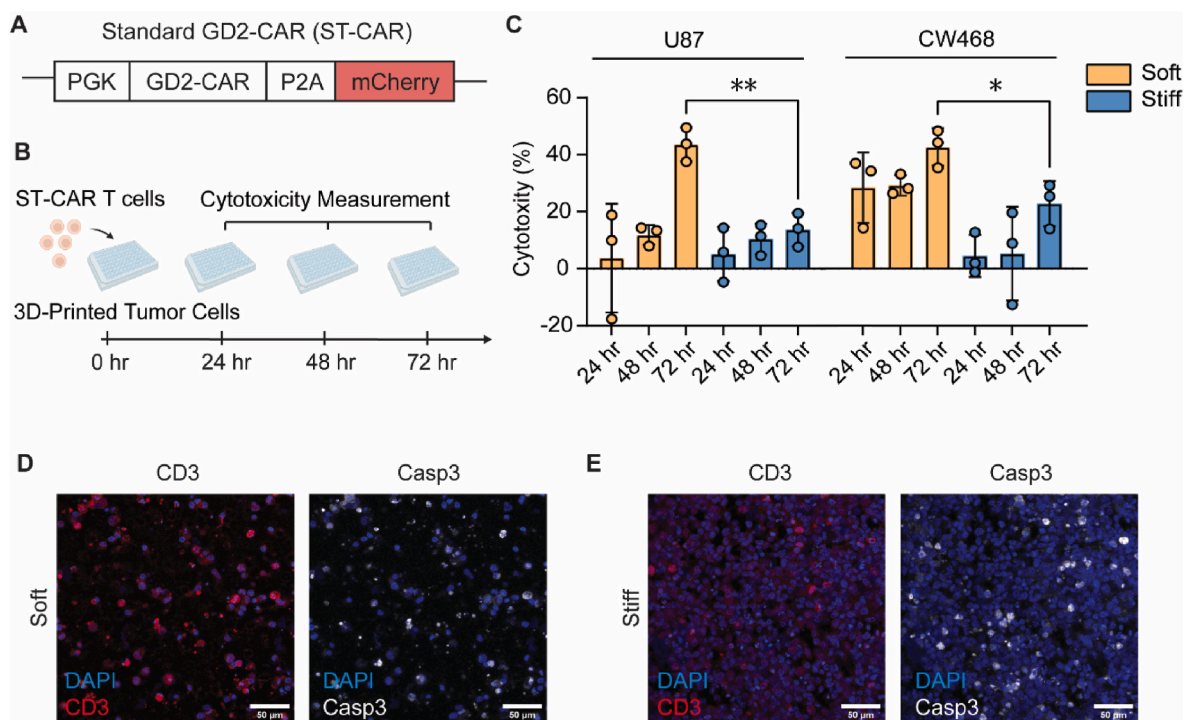 A
Standard GD2-CAR (ST-CAR)
PGK GD2-CAR P2A mCherry
B
ST-CAR T cells
Cytotoxicity Measurement
3D-Printed Tumor Cells
0 hr 24 hr 48 hr 72 hr
C
U87 CW468
Soft
Stiff
** *
Cytotoxity (%)
60
40
20
0
-20
24 hr 48 hr 72 hr 24 hr 48 hr 72 hr 24 hr 48 hr 72 hr 24 hr 48 hr 72 hr
D
CD3 Casp3
Soft
DAPI
CD3
50 µm
DAPI
Casp3
50 µm
E
CD3 Casp3
Stiff
DAPI
CD3
50 µm
DAPI
Casp3
50 µm